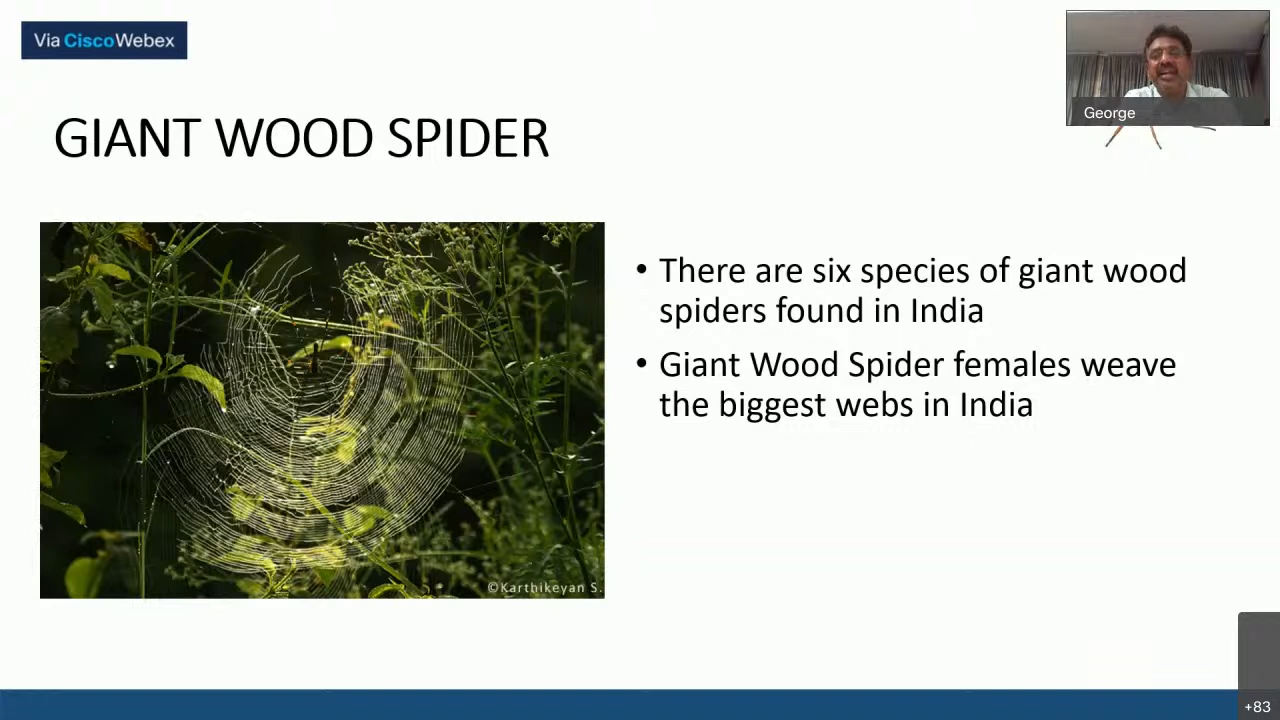 Via CiscoWebex
George
GIANT WOOD SPIDER
• There are six species of giant wood
spiders found in India
• Giant Wood Spider females weave
the biggest webs in India
©Karthikeyan S.
+83